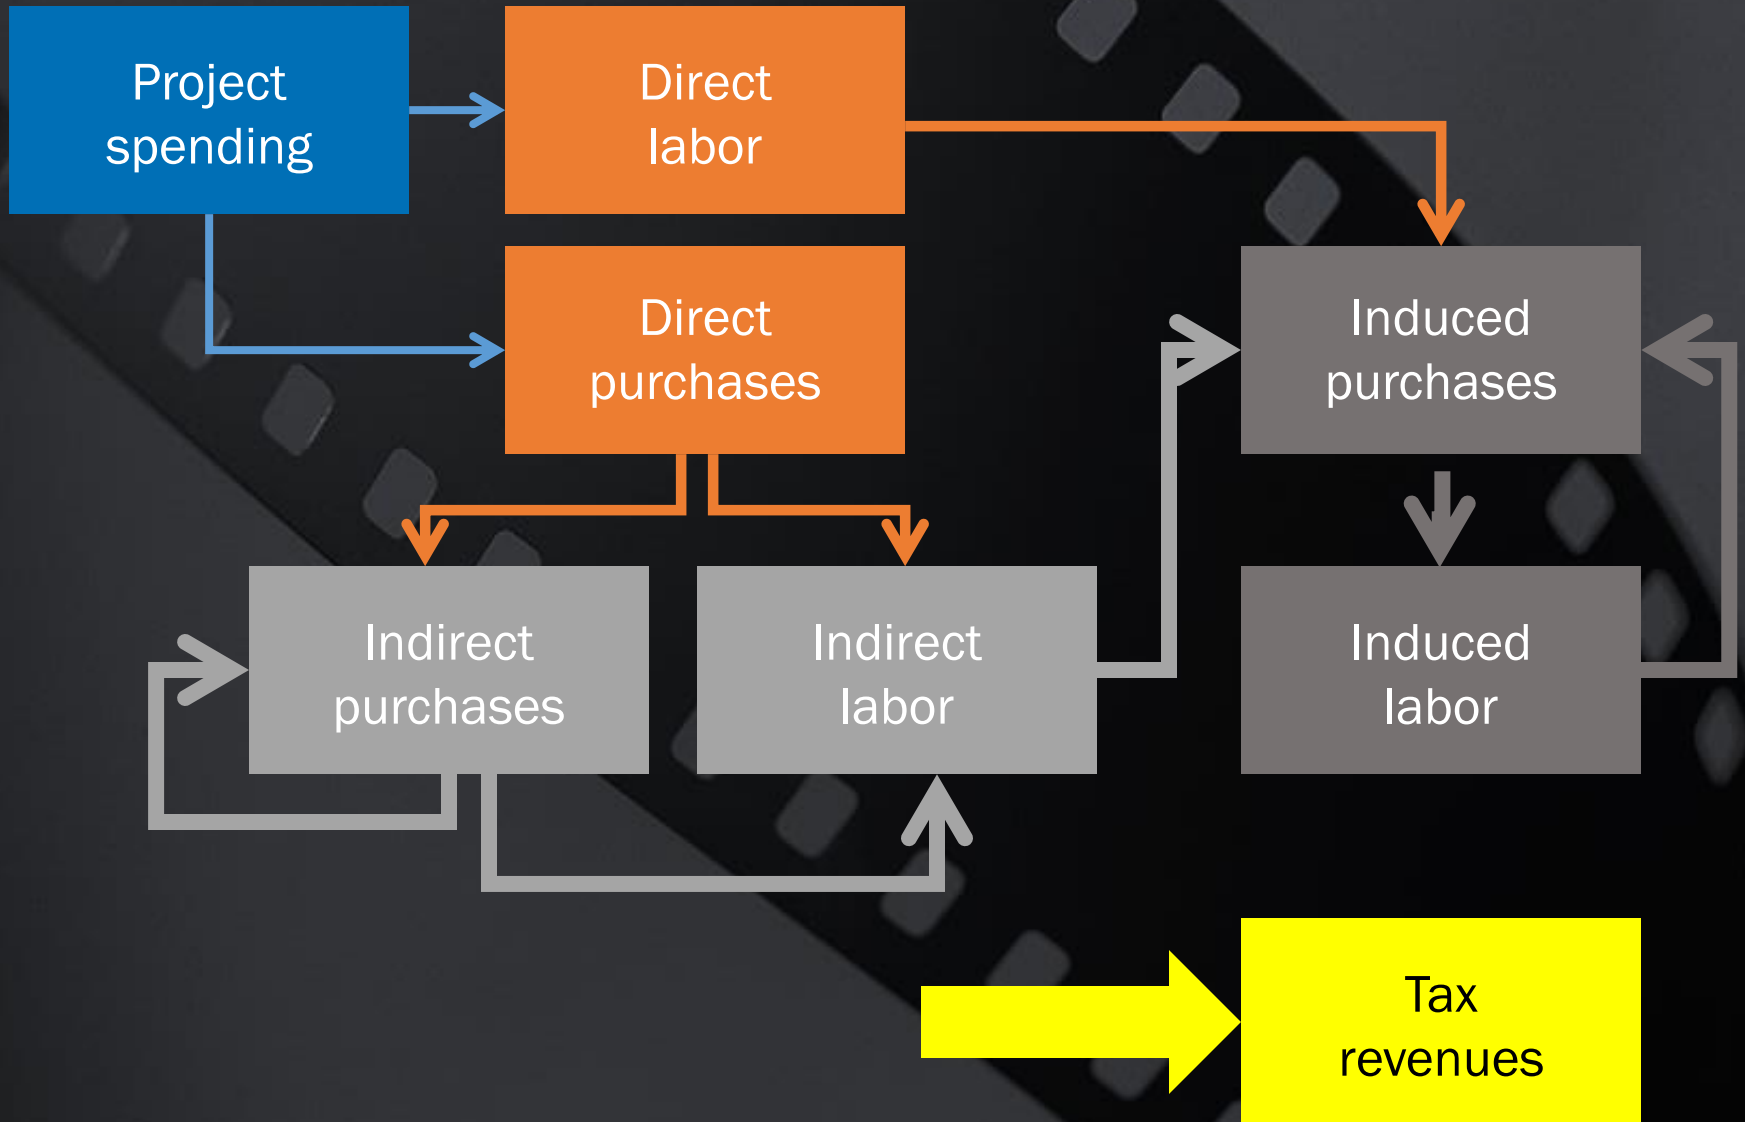 Project
spending
Direct
labor
Direct
purchases
Induced
purchases
Indirect
purchases
Indirect
labor
Induced
labor
Tax
revenues